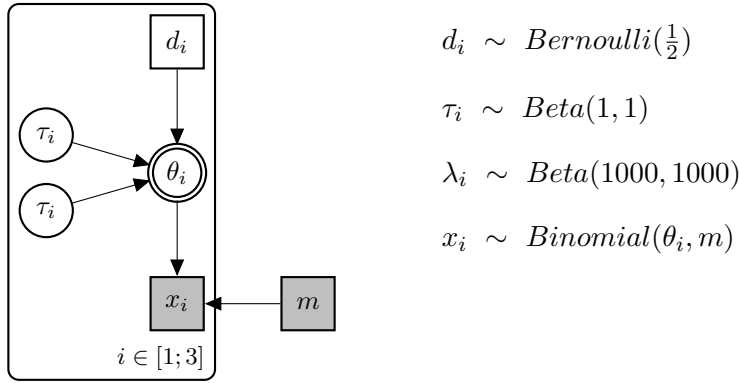 d_i
τ_i
τ_i
θ_i
x_i
m
i ∈ [1; 3]
d_i ∼ Bernoulli(1/2)
τ_i ∼ Beta(1, 1)
λ_i ∼ Beta(1000, 1000)
x_i ∼ Binomial(θ_i, m)